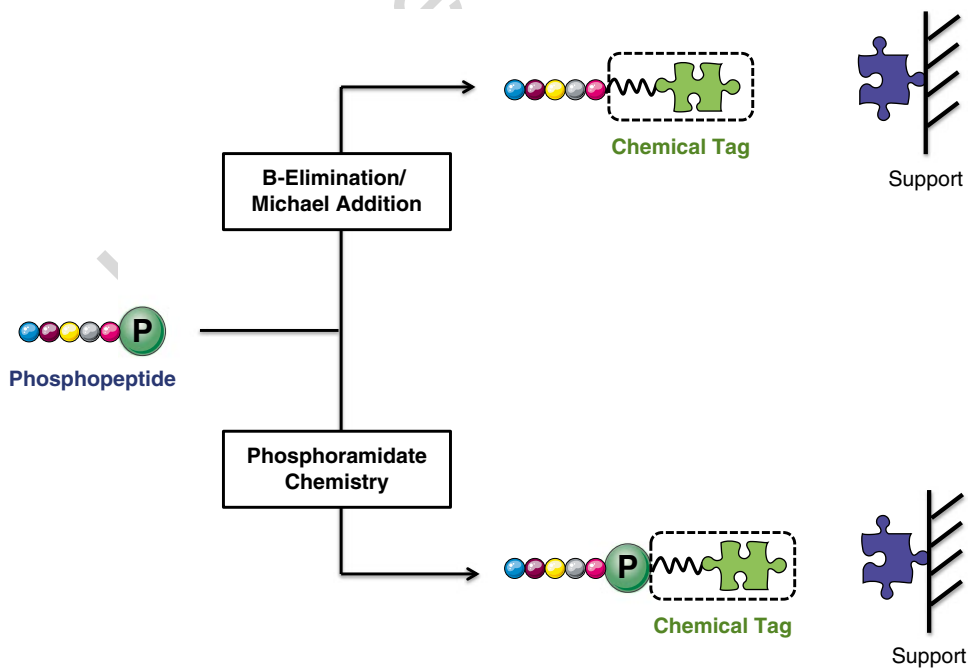 Chemical Tag
Support
B-Elimination/
Michael Addition
P
Phosphopeptide
Phosphoramidate
Chemistry
P
Chemical Tag
Support